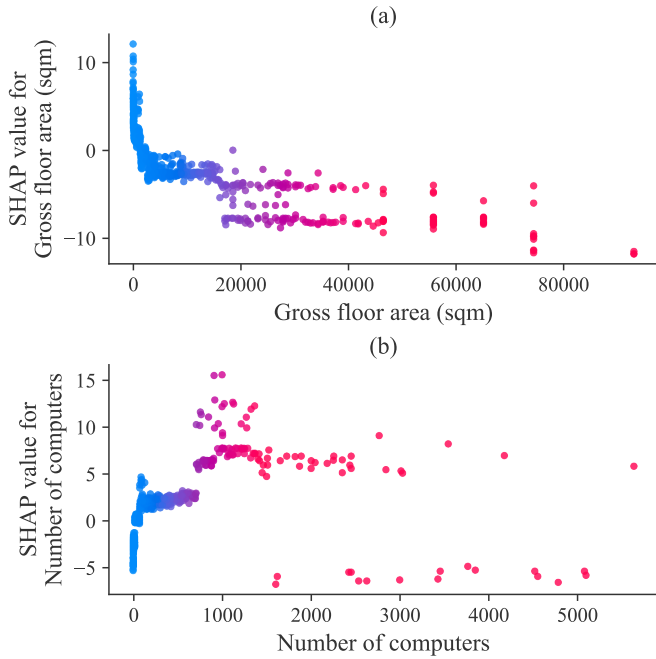 (a)
SHAP value for
Gross floor area (sqm)
10
0
−10
0 20000 40000 60000 80000
Gross floor area (sqm)
(b)
SHAP value for
Number of computers
15
10
5
0
−5
0 1000 2000 3000 4000 5000
Number of computers